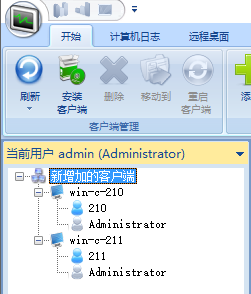 开始 计算机日志 远程桌面
刷新 安装客户端 删除 移动到 重启客户端 添
客户端管理
当前用户 admin (Administrator)
新增加的客户端
win-c-210
210
Administrator
win-c-211
211
Administrator